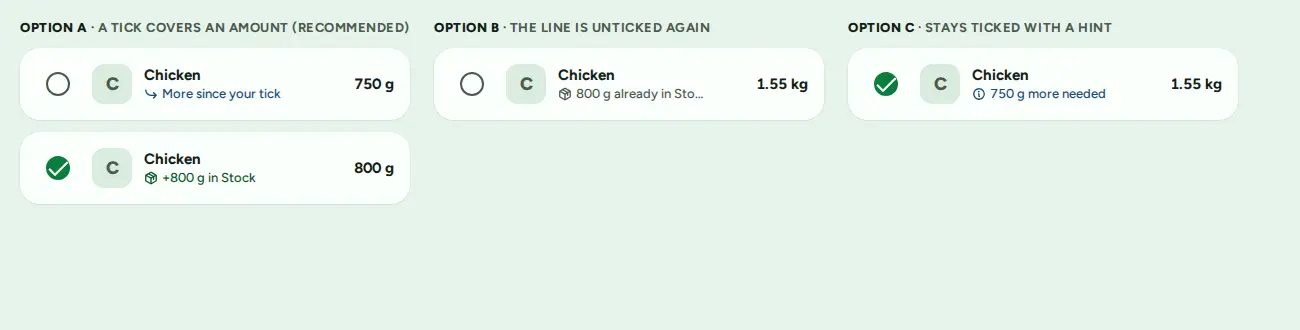 OPTION A · A TICK COVERS AN AMOUNT (RECOMMENDED)
C
Chicken
More since your tick
750 g
C
Chicken
+800 g in Stock
800 g
OPTION B · THE LINE IS UNTICKED AGAIN
C
Chicken
800 g already in Sto...
1.55 kg
OPTION C · STAYS TICKED WITH A HINT
C
Chicken
750 g more needed
1.55 kg